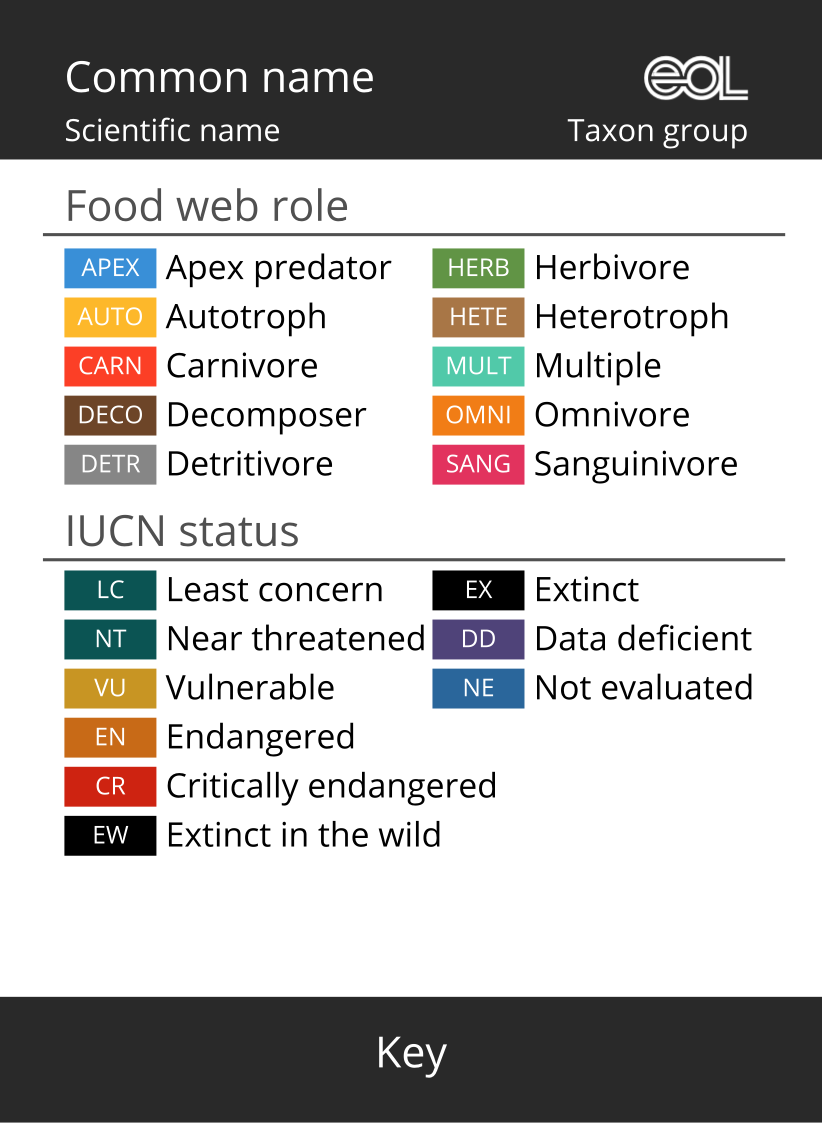 Common name
eOL
Scientific name
Taxon group
Food web role
APEX Apex predator
HERB Herbivore
AUTO Autotroph
HETE Heterotroph
CARN Carnivore
MULT Multiple
DECO Decomposer
OMNI Omnivore
DETR Detritivore
SANG Sanguinivore
IUCN status
LC Least concern
EX Extinct
NT Near threatened
DD Data deficient
VU Vulnerable
NE Not evaluated
EN Endangered
CR Critically endangered
EW Extinct in the wild
Key